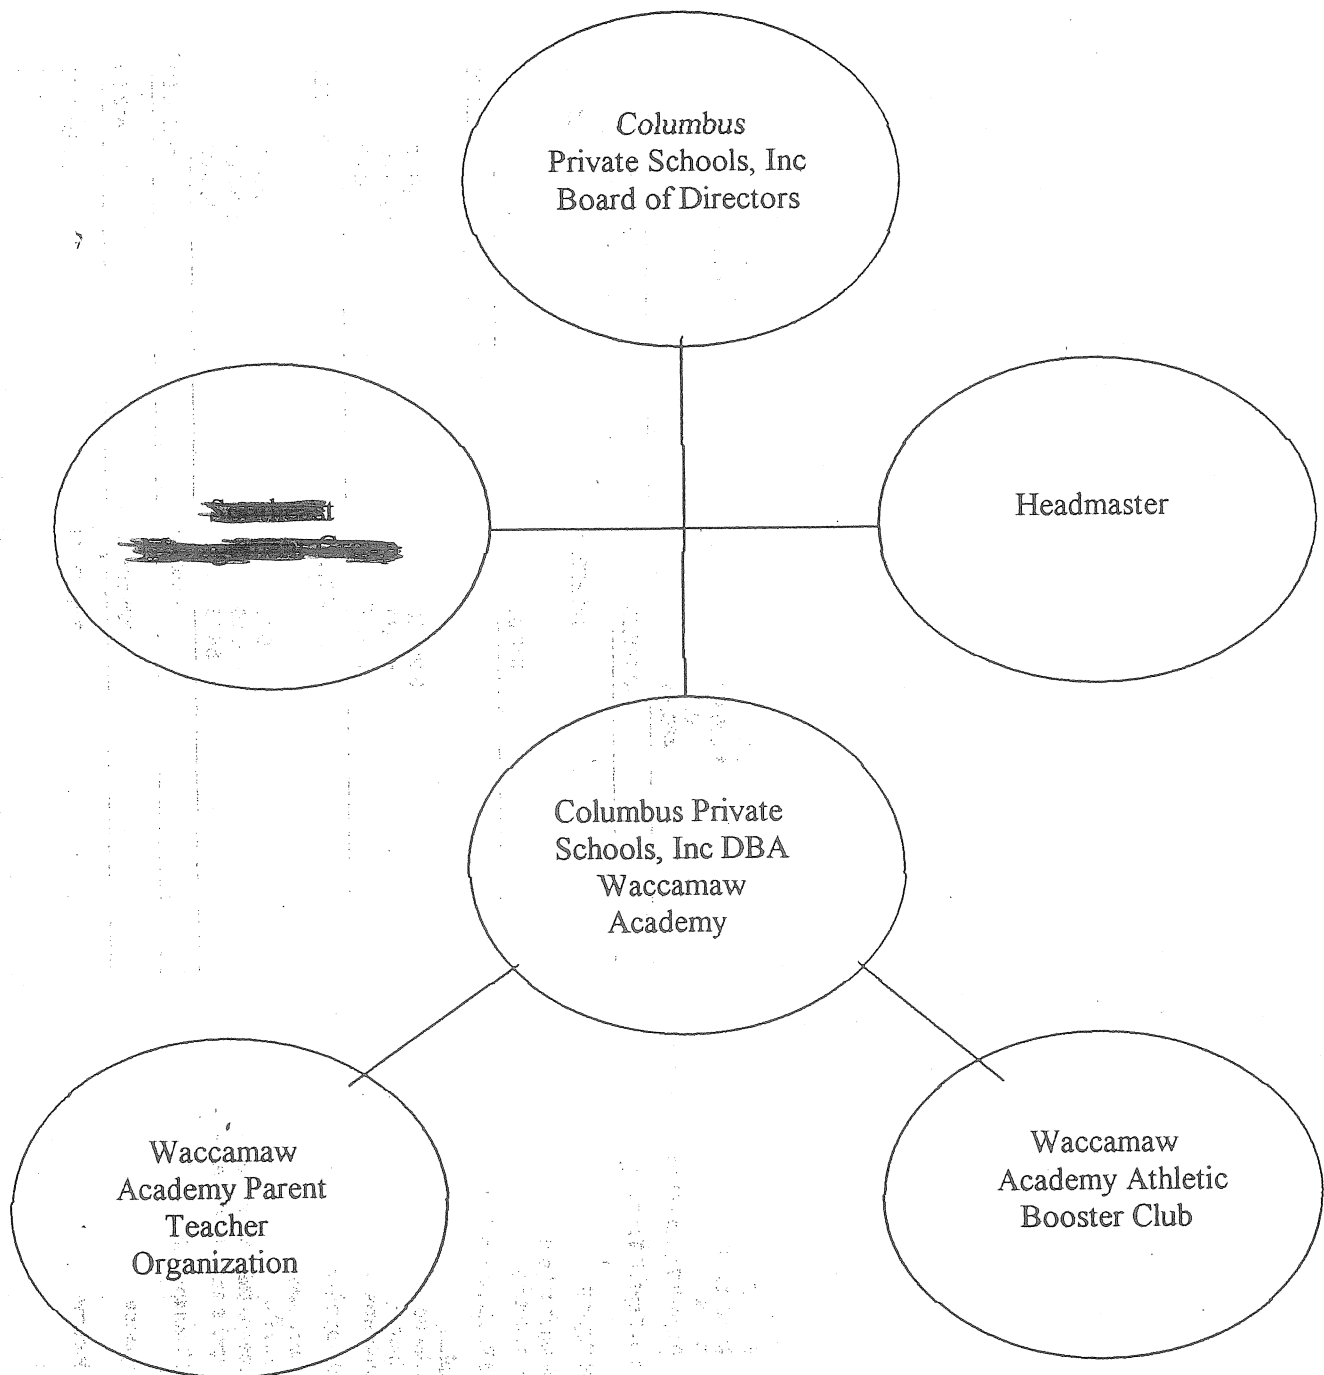 Columbus
Private Schools, Inc
Board of Directors
Headmaster
Columbus Private
Schools, Inc DBA
Waccamaw
Academy
Waccamaw
Academy Parent
Teacher
Organization
Waccamaw
Academy Athletic
Booster Club